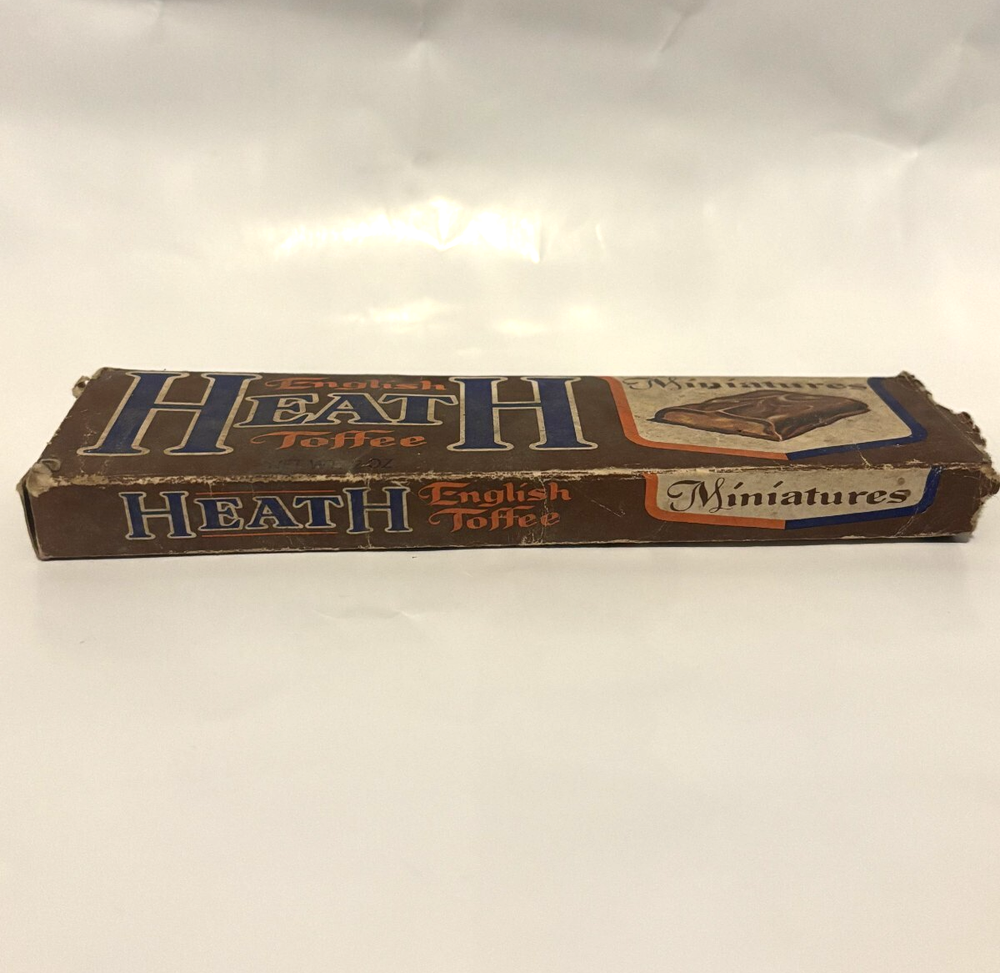 English
HEATH
Toffee
Miniatures
HEATH
English
Toffee
Miniatures